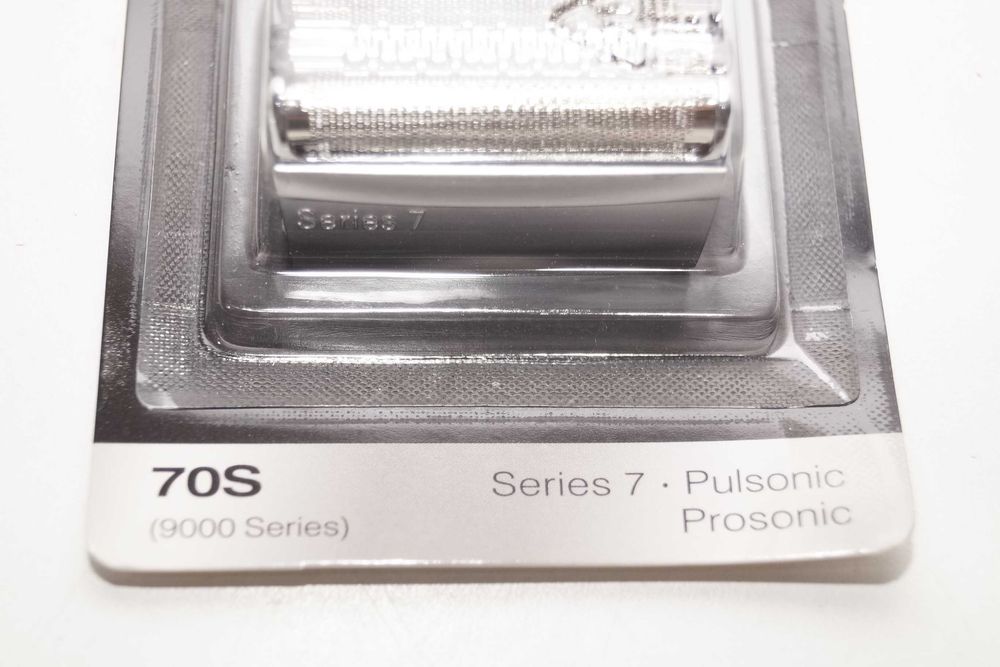 Series 7
70S
(9000 Series)
Series 7 · Pulsonic
Prosonic